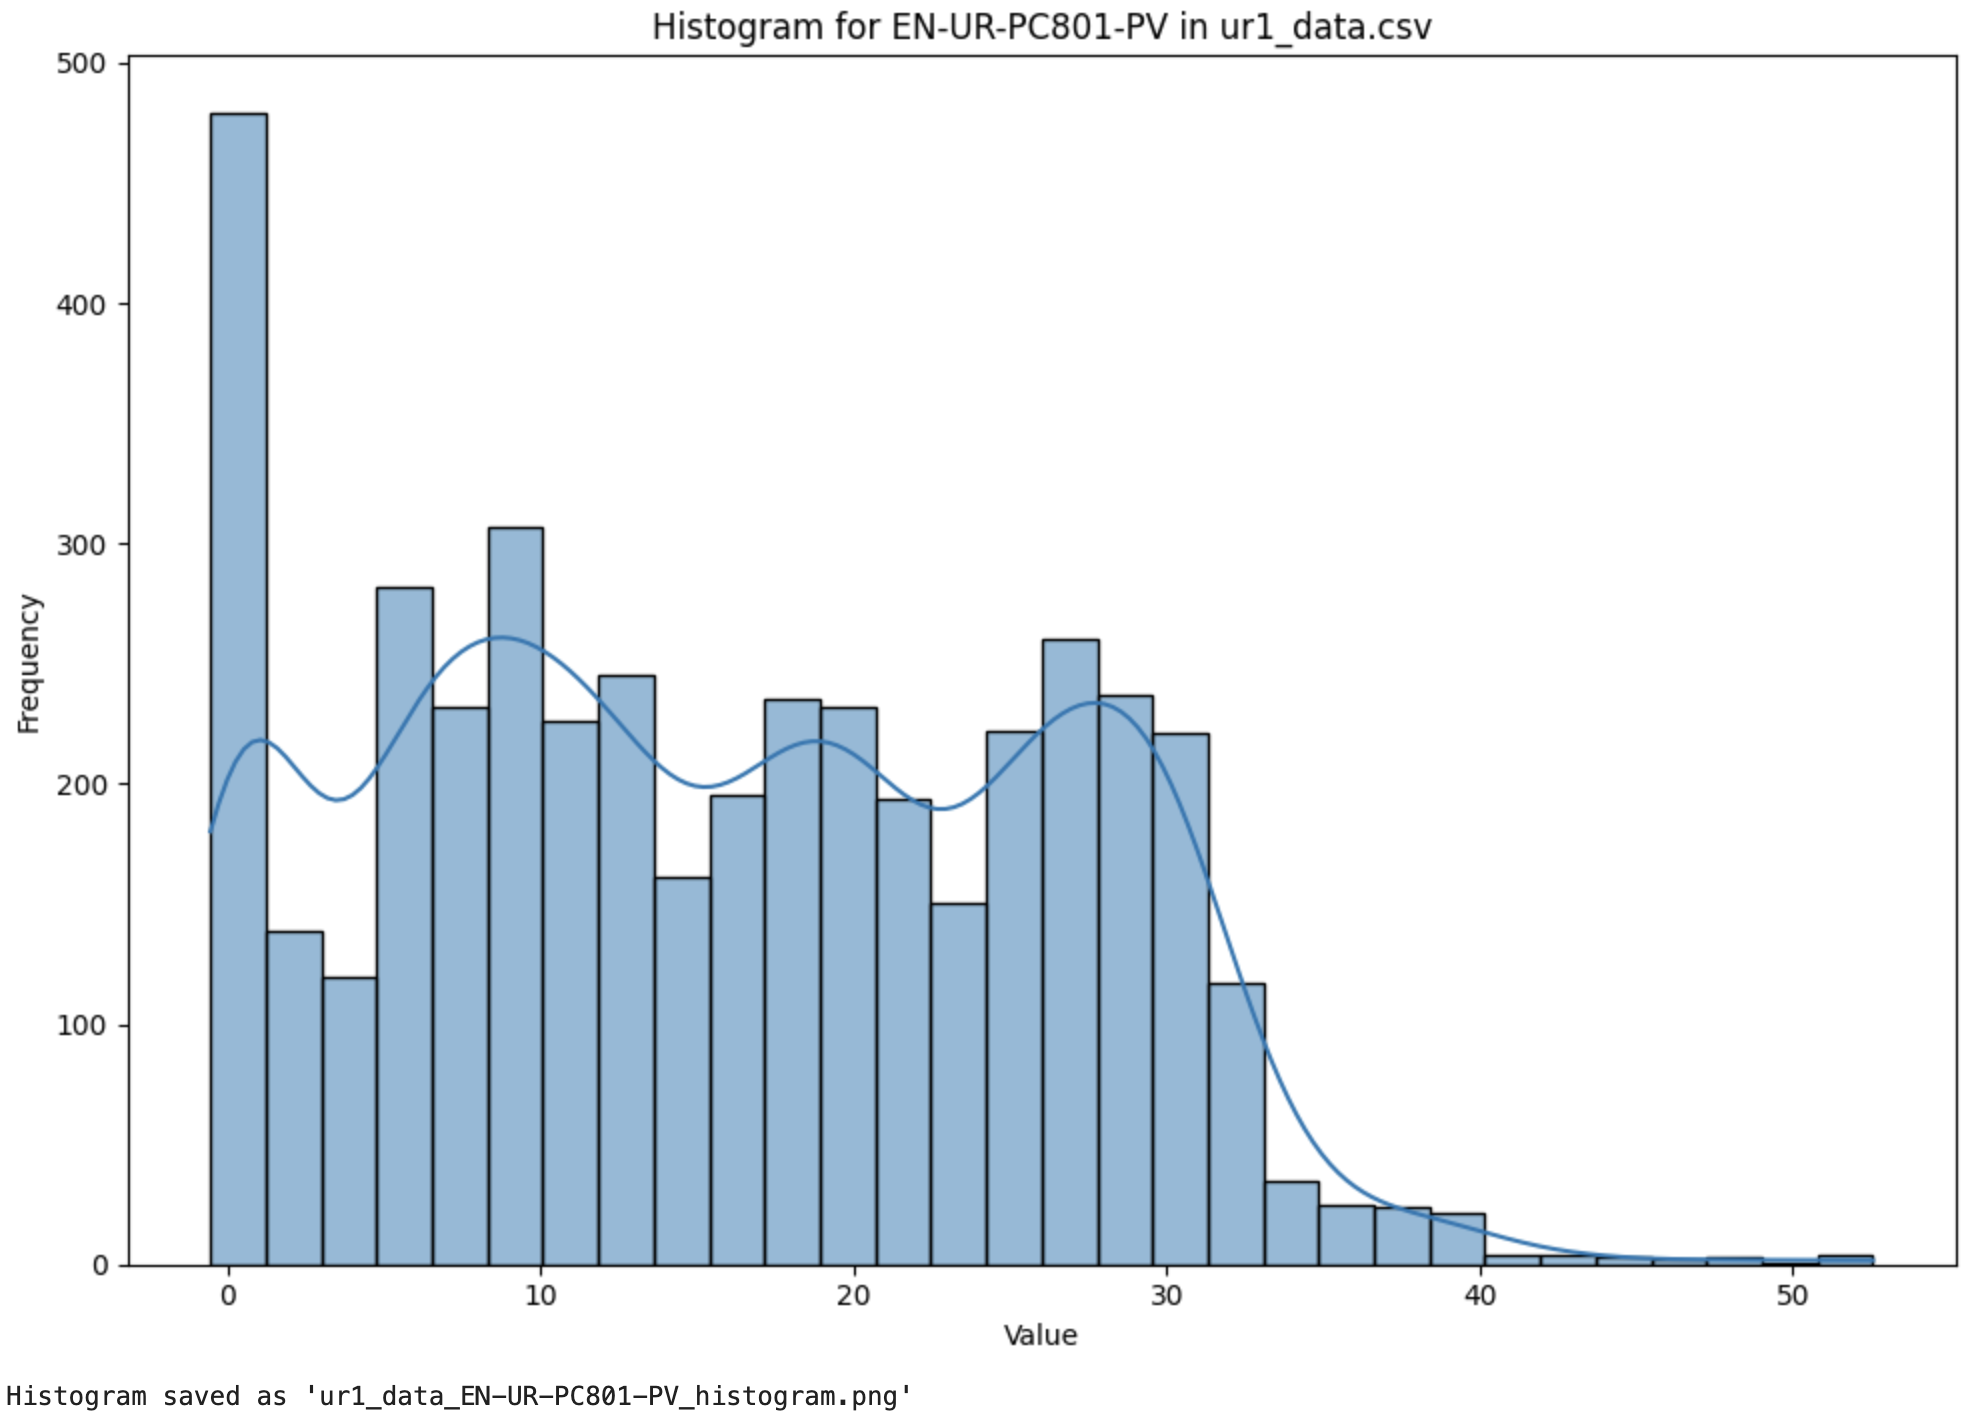 Histogram for EN-UR-PC801-PV in ur1_data.csv
500
400
300
200
100
0
Frequency
0 10 20 30 40 50
Value
Histogram saved as 'ur1_data_EN-UR-PC801-PV_histogram.png'